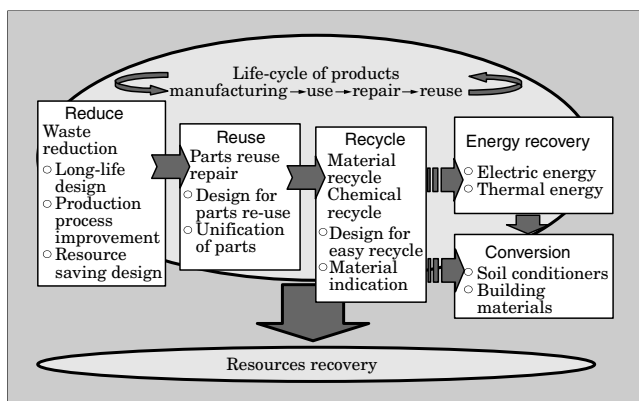 Life-cycle of products
manufacturing→use→repair→reuse
Reduce
Waste
reduction
○ Long-life
design
○ Production
process
improvement
○ Resource
saving design
Reuse
Parts reuse
repair
○ Design for
parts re-use
○ Unification
of parts
Recycle
Material
recycle
Chemical
recycle
○ Design for
easy recycle
○ Material
indication
Energy recovery
○ Electric energy
○ Thermal energy
Conversion
○ Soil conditioners
○ Building
materials
Resources recovery